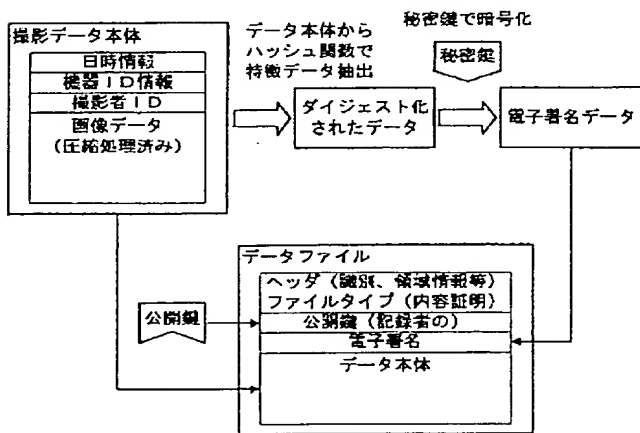 撮影データ本体
日時情報
機器ID情報
撮影者ID
画像データ
(圧縮処理済み)
データ本体から
ハッシュ関数で
特徴データ抽出
ダイジェスト化
されたデータ
秘密鍵で暗号化
秘密鍵
電子署名データ
データファイル
ヘッダ(識別、領域情報等)
ファイルタイプ(内容証明)
公開鍵(記録者の)
電子署名
データ本体
公開鍵